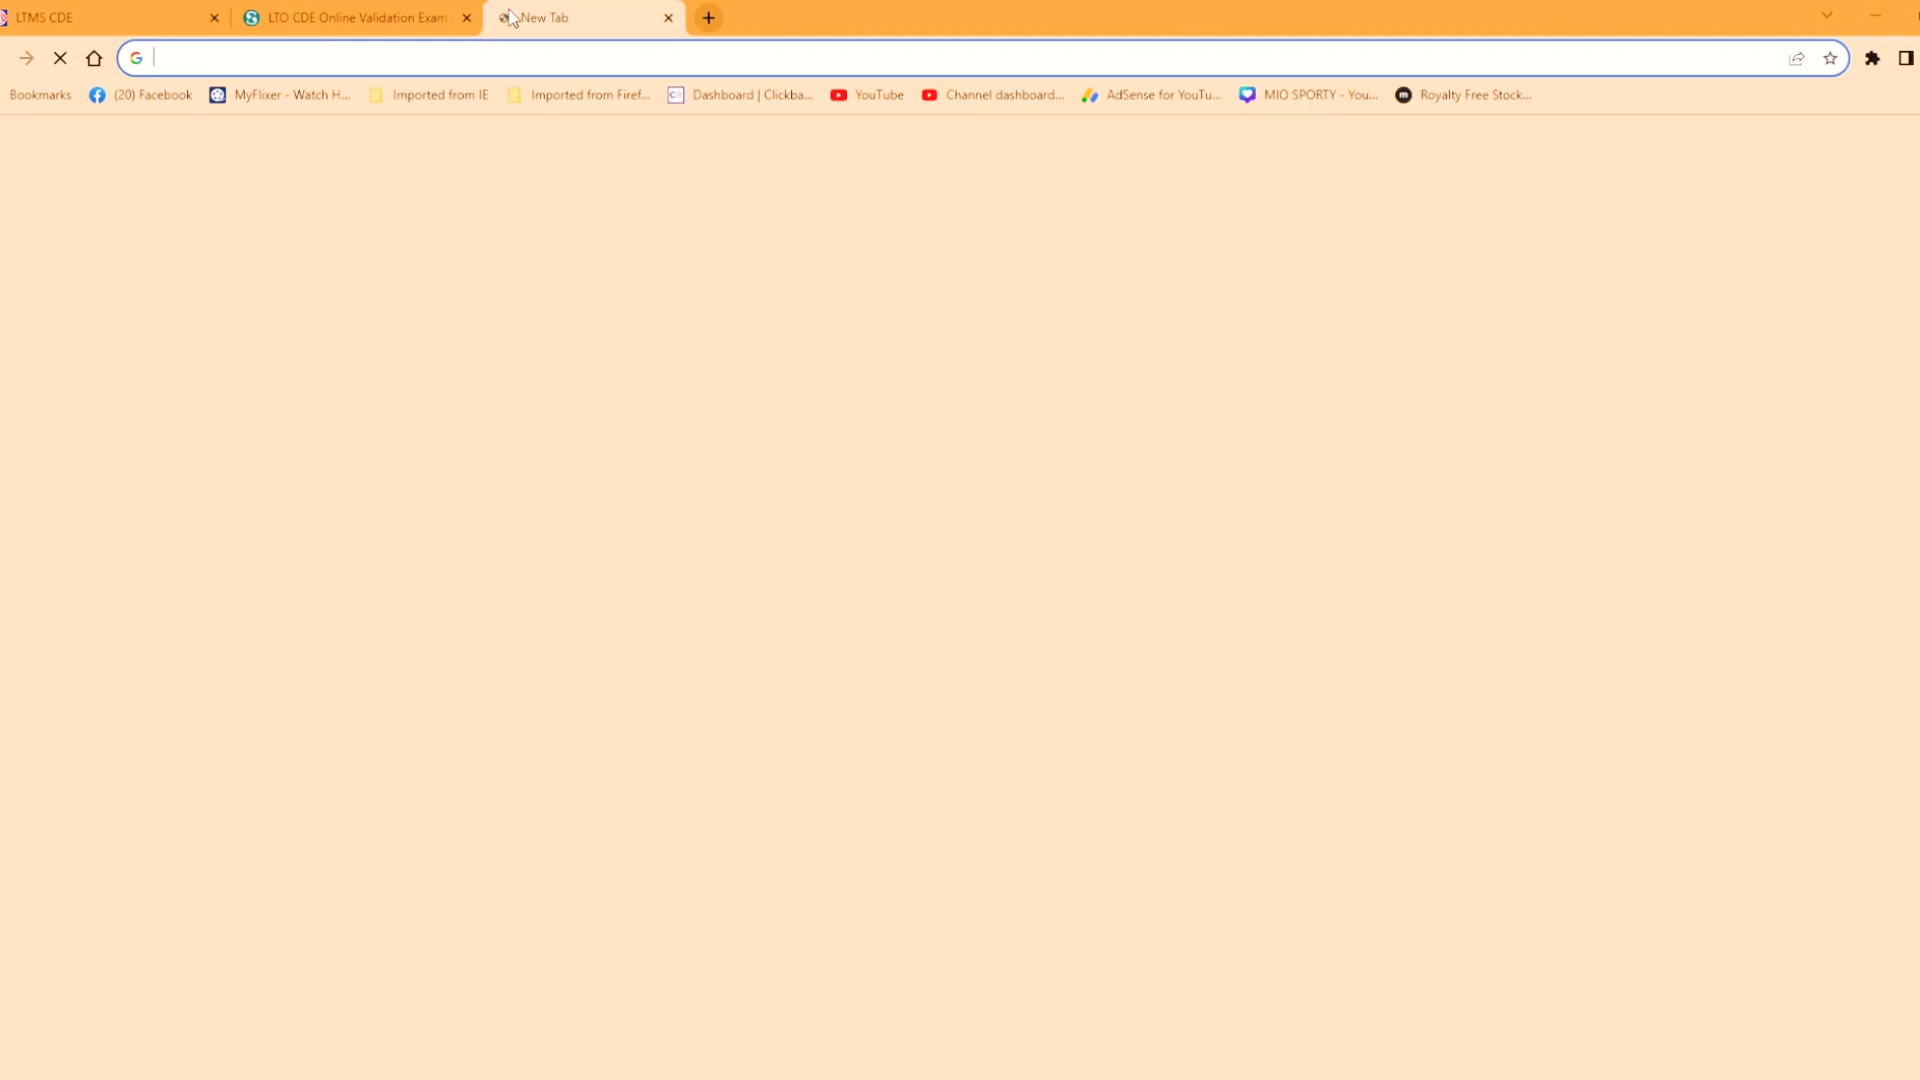 LTMS CDE
LTO CDE Online Validation Exam
New Tab
Bookmarks
(20) Facebook
MyFlixer - Watch H...
Imported from IE
Imported from Firef...
Dashboard | Clickba...
YouTube
Channel dashboard...
AdSense for YouTu...
MIO SPORTY - You...
Royalty Free Stock...